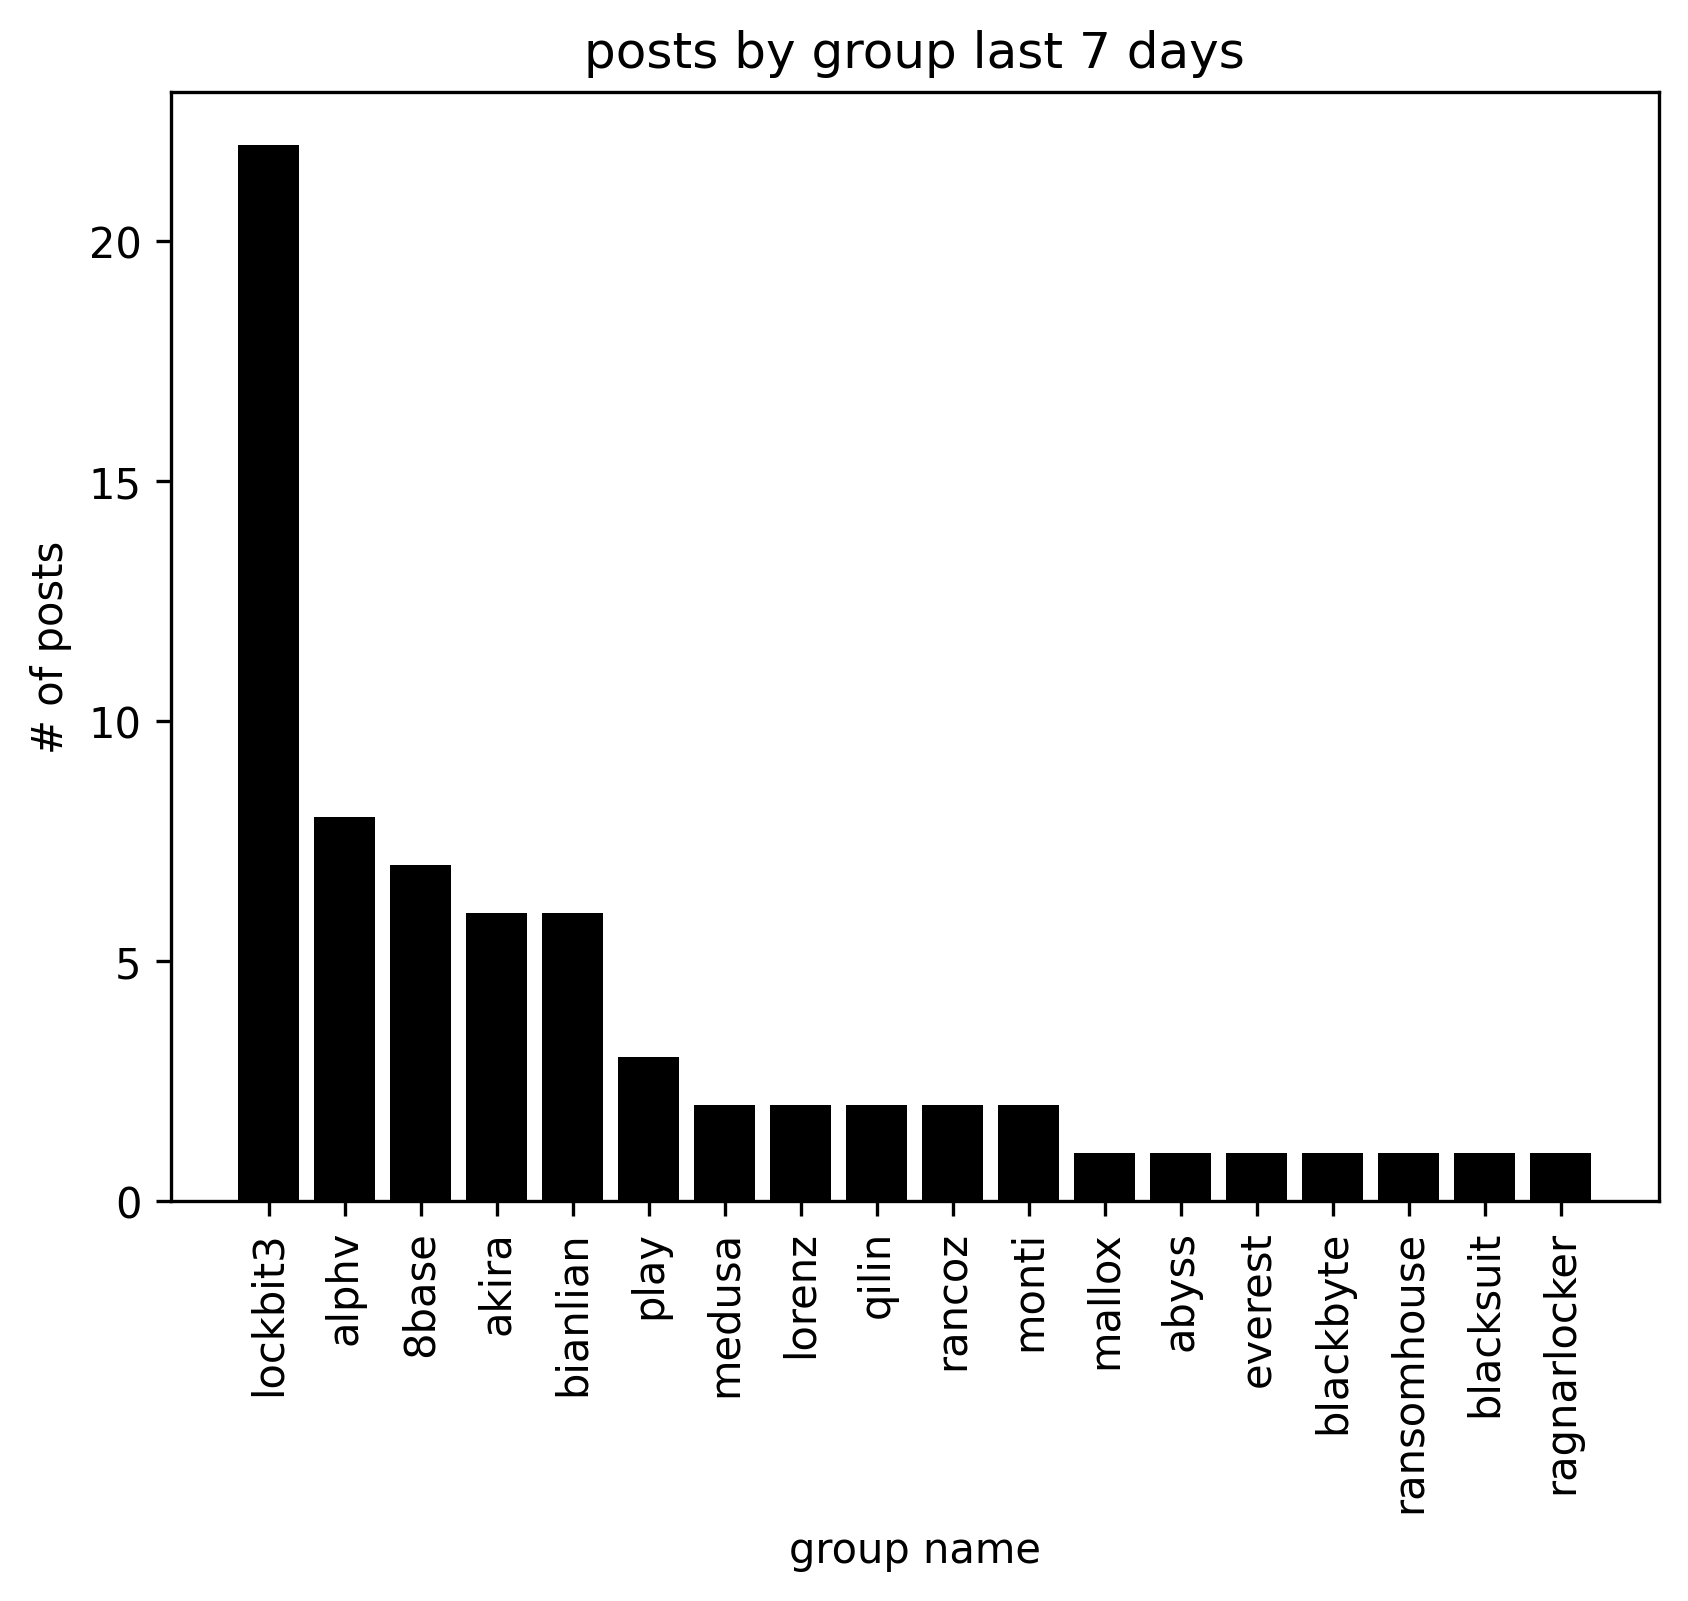 posts by group last 7 days
# of posts
20
15
10
5
0
lockbit3
alphv
8base
akira
bianlian
play
medusa
lorenz
qilin
rancoz
monti
mallox
abyss
everest
blackbyte
ransomhouse
blacksuit
ragnarlocker
group name